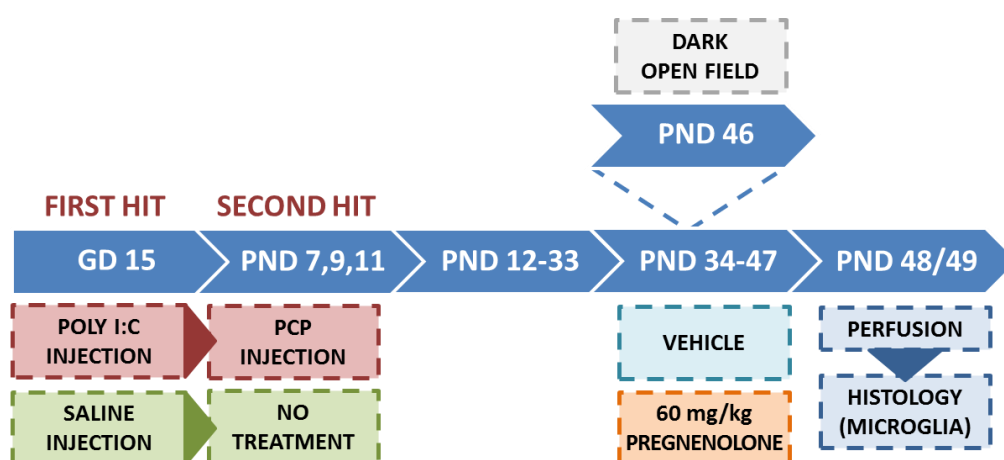 DARK
OPEN FIELD
PND 46
FIRST HIT
SECOND HIT
GD 15
PND 7,9,11
PND 12-33
PND 34-47
PND 48/49
POLY I:C
INJECTION
PCP
INJECTION
VEHICLE
PERFUSION
SALINE
INJECTION
NO
TREATMENT
60 mg/kg
PREGNENOLONE
HISTOLOGY
(MICROGLIA)